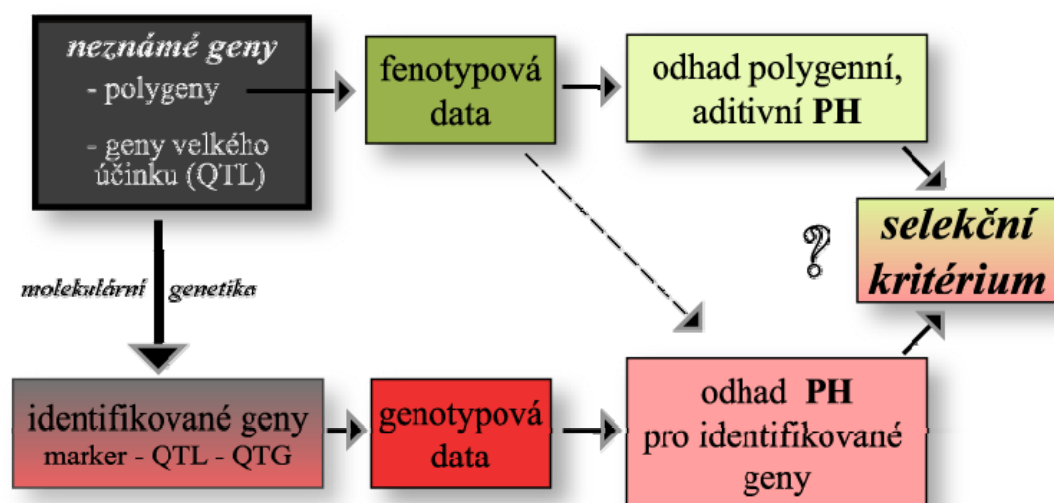 neznámé geny
- polygeny
- geny velkého
účinku (QTL)
fenotypová
data
odhad polygenní,
aditivní PH
?
selekční
kritérium
molekulární genetika
identifikované geny
marker - QTL - QTG
genotypová
data
odhad PH
pro identifikované
geny